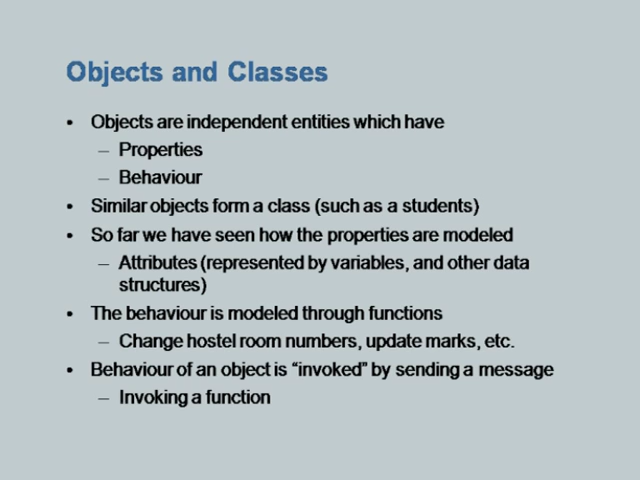 Objects and Classes
• Objects are independent entities which have
– Properties
– Behaviour
• Similar objects form a class (such as a students)
• So far we have seen how the properties are modeled
– Attributes (represented by variables, and other data
structures)
• The behaviour is modeled through functions
– Change hostel room numbers, update marks, etc.
• Behaviour of an object is “invoked” by sending a message
– Invoking a function